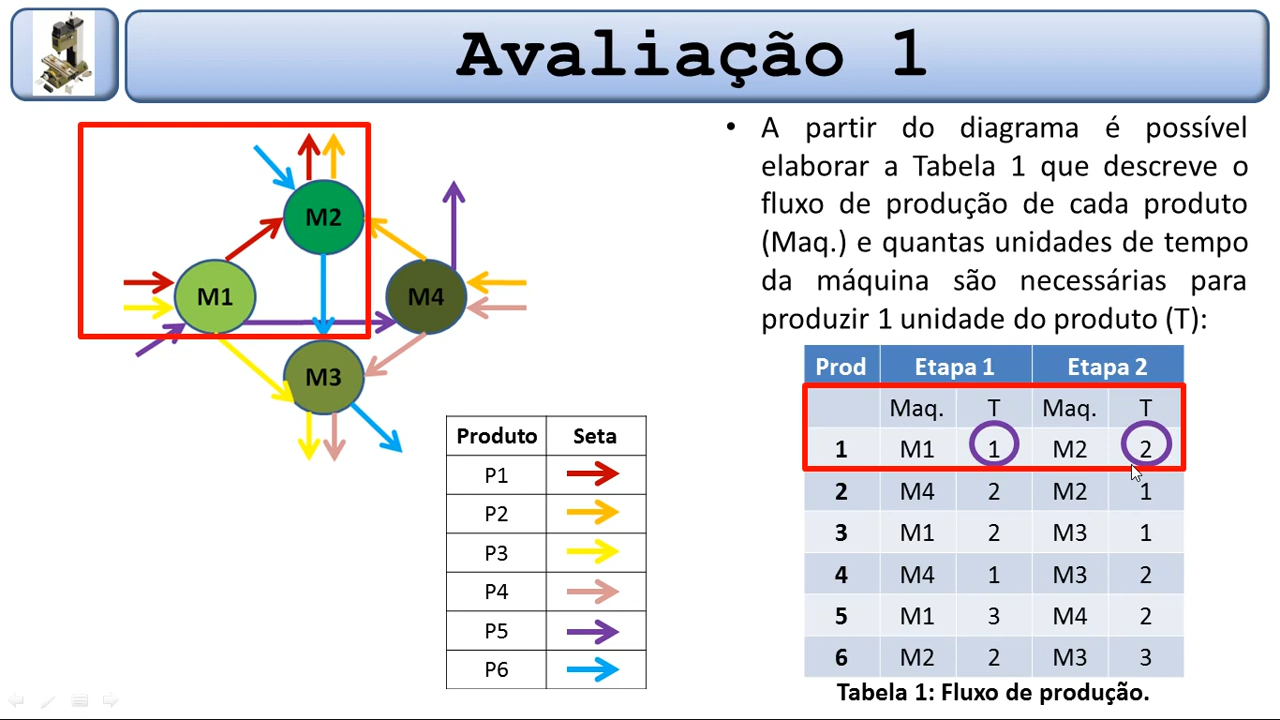 Avaliação 1
• A partir do diagrama é possível
elaborar a Tabela 1 que descreve o
fluxo de produção de cada produto
(Maq.) e quantas unidades de tempo
da máquina são necessárias para
produzir 1 unidade do produto (T):
M2
M1
M4
M3
Produto Seta
P1
P2
P3
P4
P5
P6
Prod Etapa 1 Etapa 2
Maq. T Maq. T
1 M1 1 M2 2
2 M4 2 M2 1
3 M1 2 M3 1
4 M4 1 M3 2
5 M1 3 M4 2
6 M2 2 M3 3
Tabela 1: Fluxo de produção.